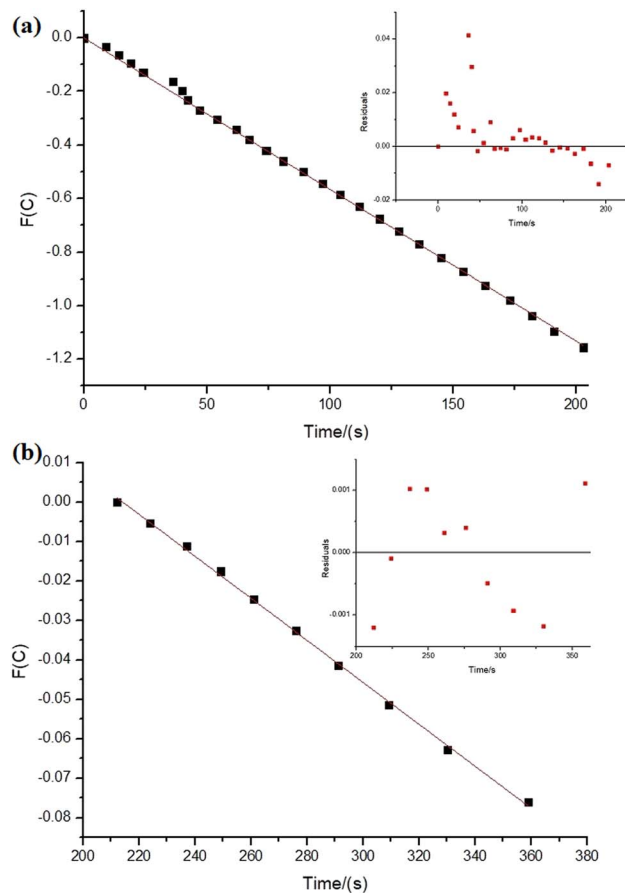 (a)
0.0
-0.2
-0.4
-0.6
-0.8
-1.0
-1.2
F(C)
0 50 100 150 200
Time/(s)
0.04
0.02
0.00
-0.02
Residuals
0 100 200
Time/s
(b)
0.01
0.00
-0.01
-0.02
-0.03
-0.04
-0.05
-0.06
-0.07
-0.08
F(C)
200 220 240 260 280 300 320 340 360 380
Time/(s)
0.001
0.000
-0.001
Residuals
200 250 300 350
Time/s